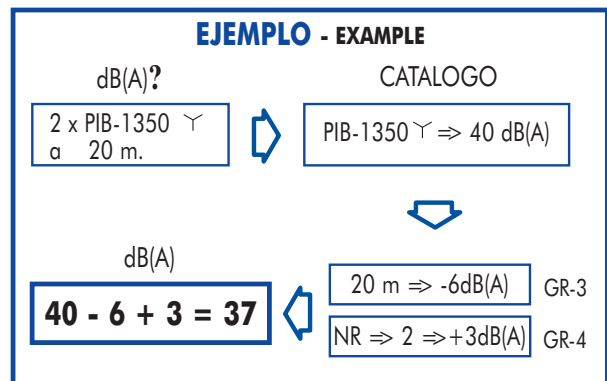 EJEMPLO - EXAMPLE
dB(A)?
2 x PIB-1350 Y
a 20 m.
CATALOGO
PIB-1350 Y ⇒ 40 dB(A)
20 m ⇒ -6dB(A) GR-3
NR ⇒ 2 ⇒+3dB(A) GR-4
dB(A)
40 - 6 + 3 = 37